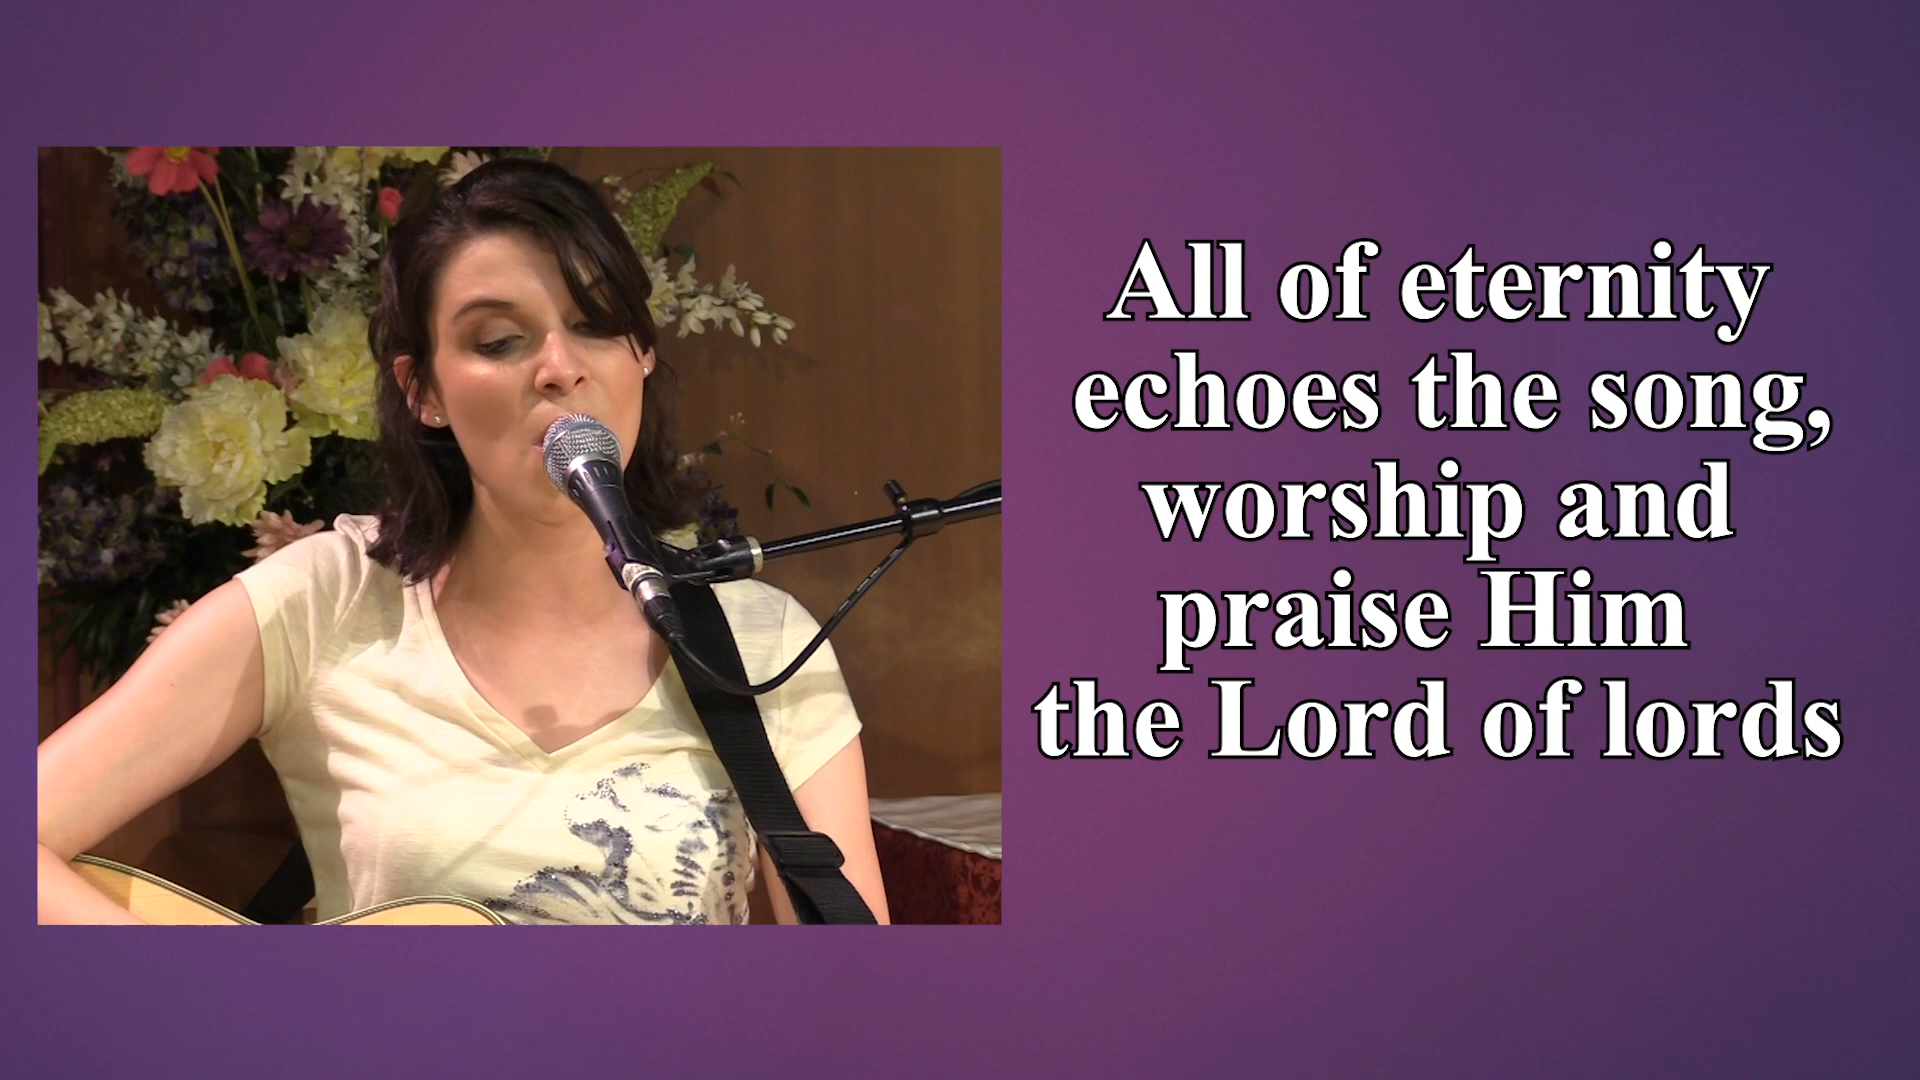 All of eternity
echoes the song,
worship and
praise Him
the Lord of lords